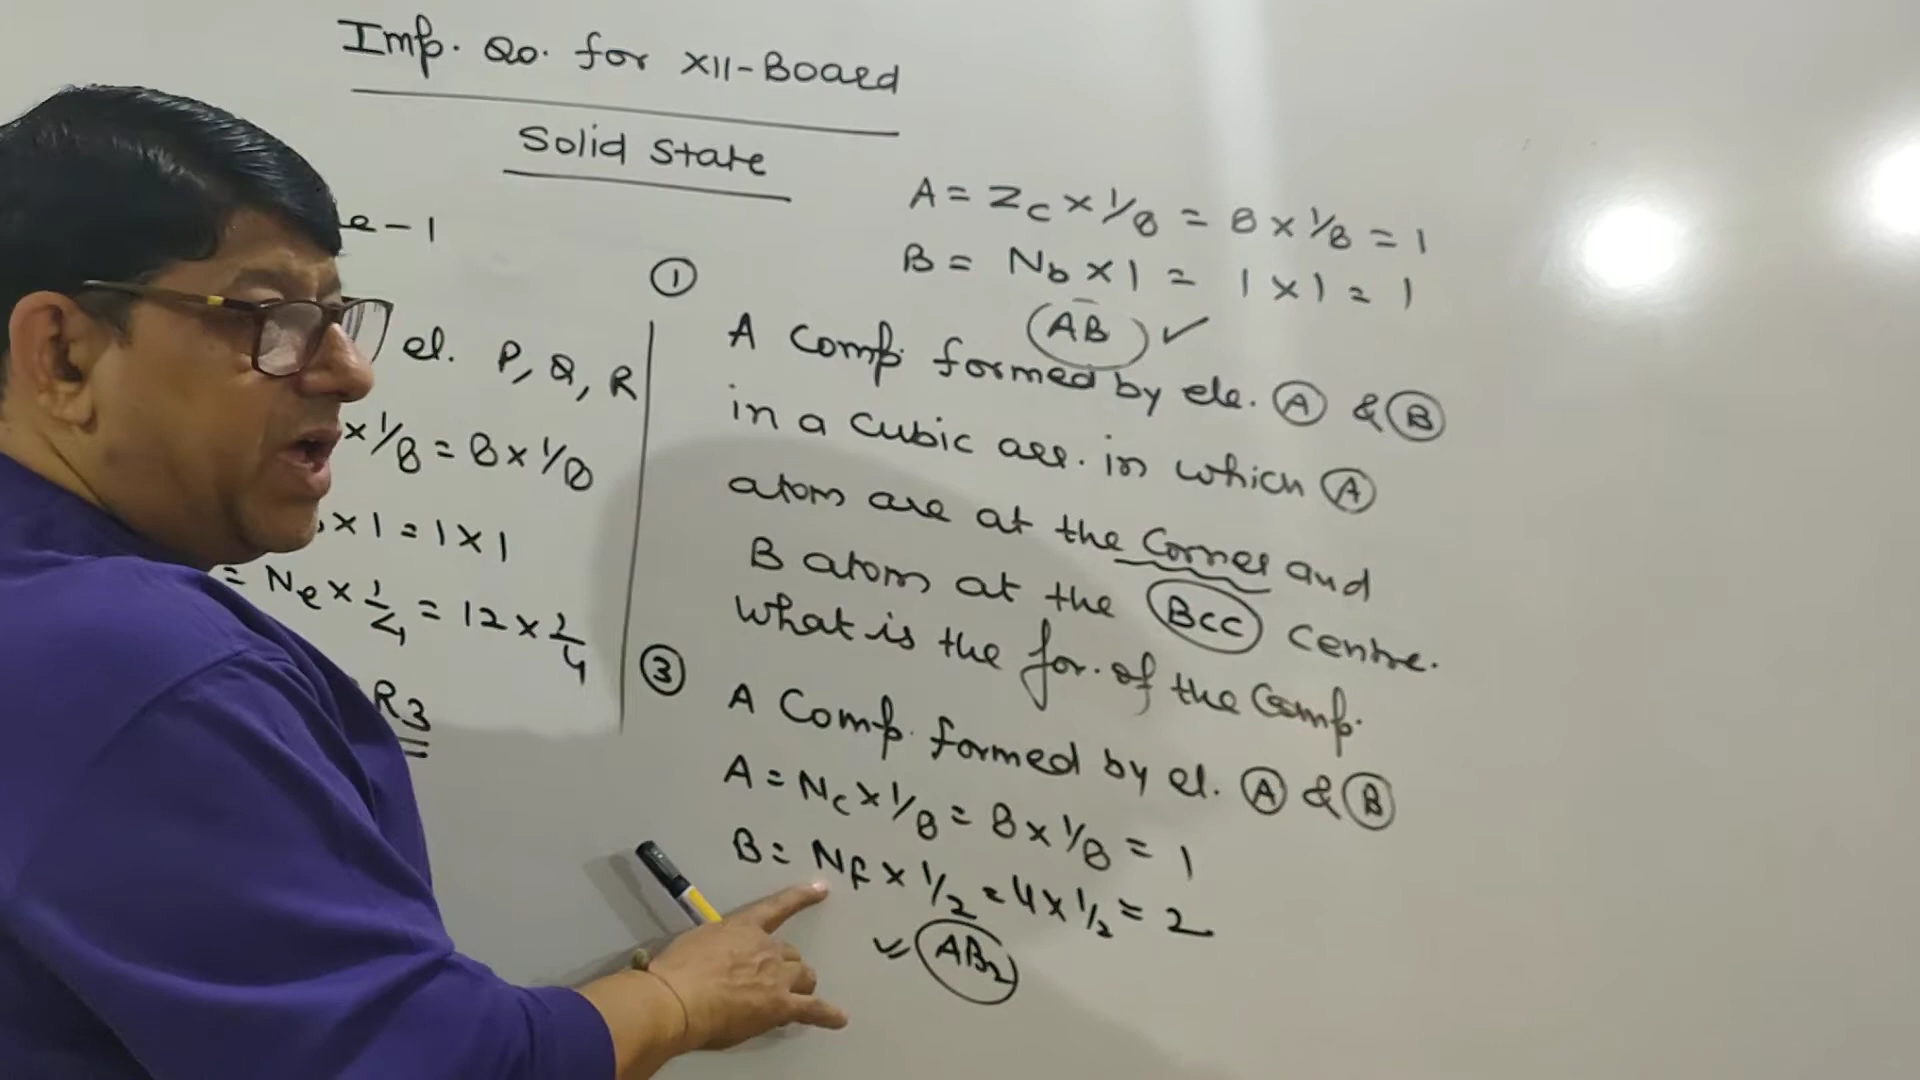 Imp. Qo. for XII-Board
Solid State
e-1
el. P, Q, R
x 1/8 = 8 x 1/8
x 1 = 1 x 1
= Ne x 1/4 = 12 x 1/4
R3
①
A = Zc x 1/8 = 8 x 1/8 = 1
B = Nb x 1 = 1 x 1 = 1
AB ✓
A Comp. formed by ele. A & B
in a cubic arr. in which A
atom are at the Corner and
B atom at the BCC centre.
What is the for. of the Comp.
③ A Comp. formed by el. A & B
A = Nc x 1/8 = 8 x 1/8 = 1
B = Nf x 1/2 = 4 x 1/2 = 2
AB2